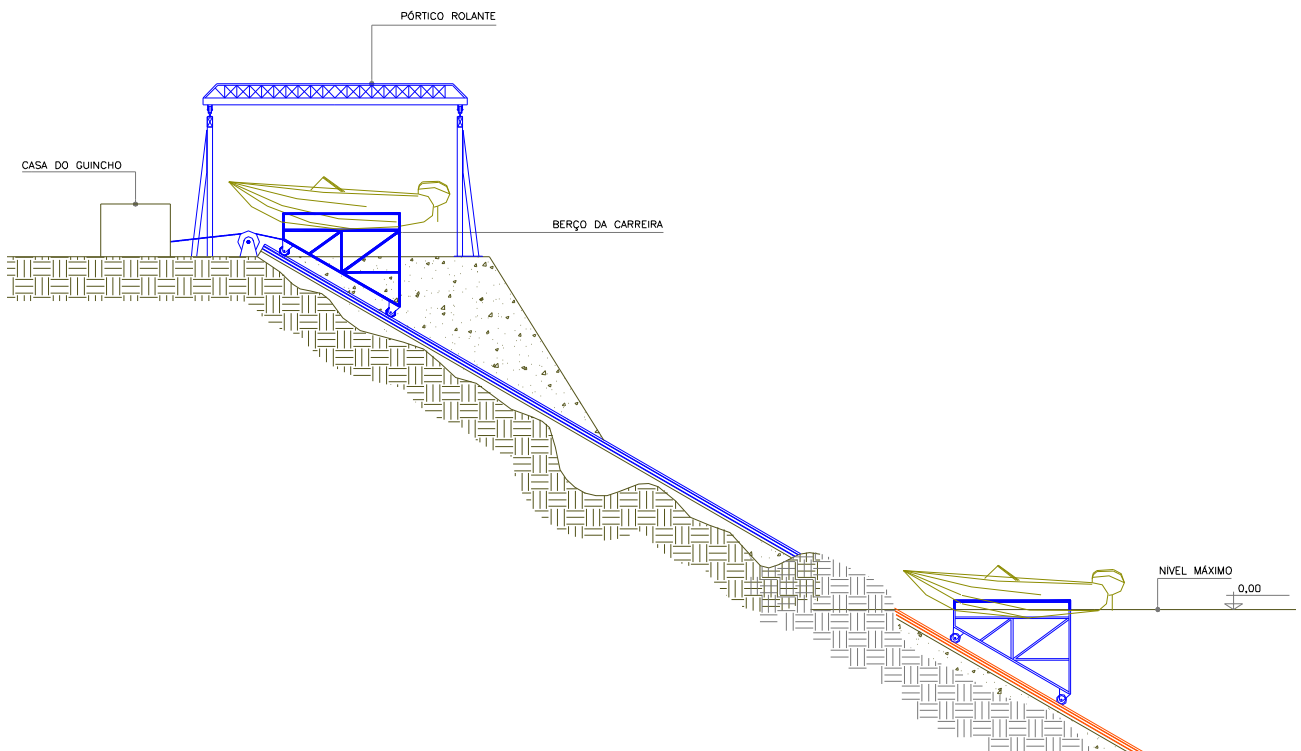 PÓRTICO ROLANTE
CASA DO GUINCHO
BERÇO DA CARREIRA
NIVEL MÁXIMO
0,00